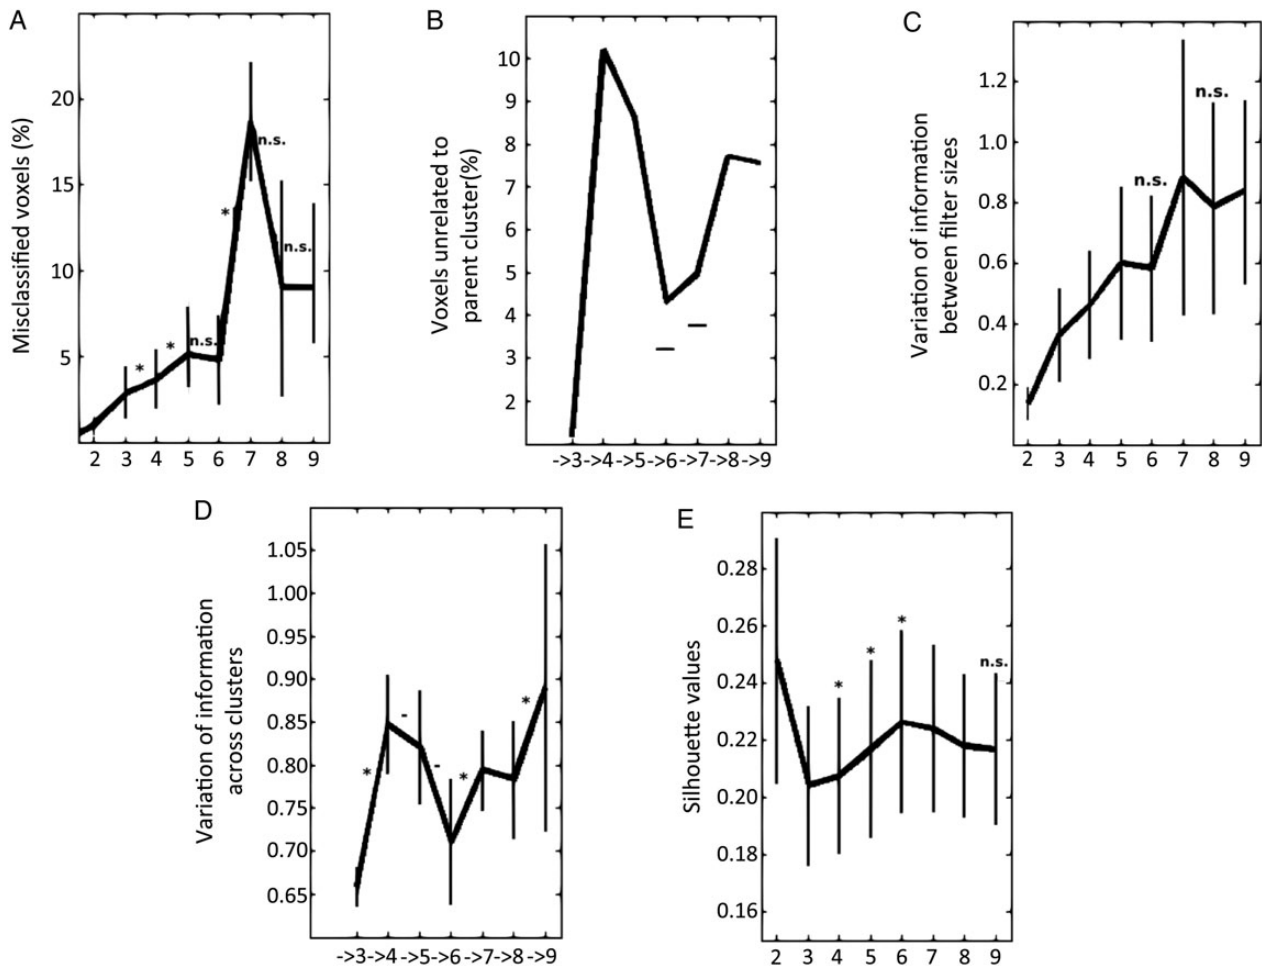 A
Misclassified voxels (%)
20
15
10
5
*
*
n.s.
*
n.s.
n.s.
2 3 4 5 6 7 8 9
B
Voxels unrelated to
parent cluster(%)
10
9
8
7
6
5
4
3
2
->3->4->5->6->7->8->9
C
Variation of information
between filter sizes
1.2
1.0
0.8
0.6
0.4
0.2
n.s.
n.s.
2 3 4 5 6 7 8 9
D
Variation of information
across clusters
1.05
1.00
0.95
0.90
0.85
0.80
0.75
0.70
0.65
*
-
-
*
*
->3->4->5->6->7->8->9
E
Silhouette values
0.28
0.26
0.24
0.22
0.20
0.18
0.16
*
*
*
n.s.
2 3 4 5 6 7 8 9